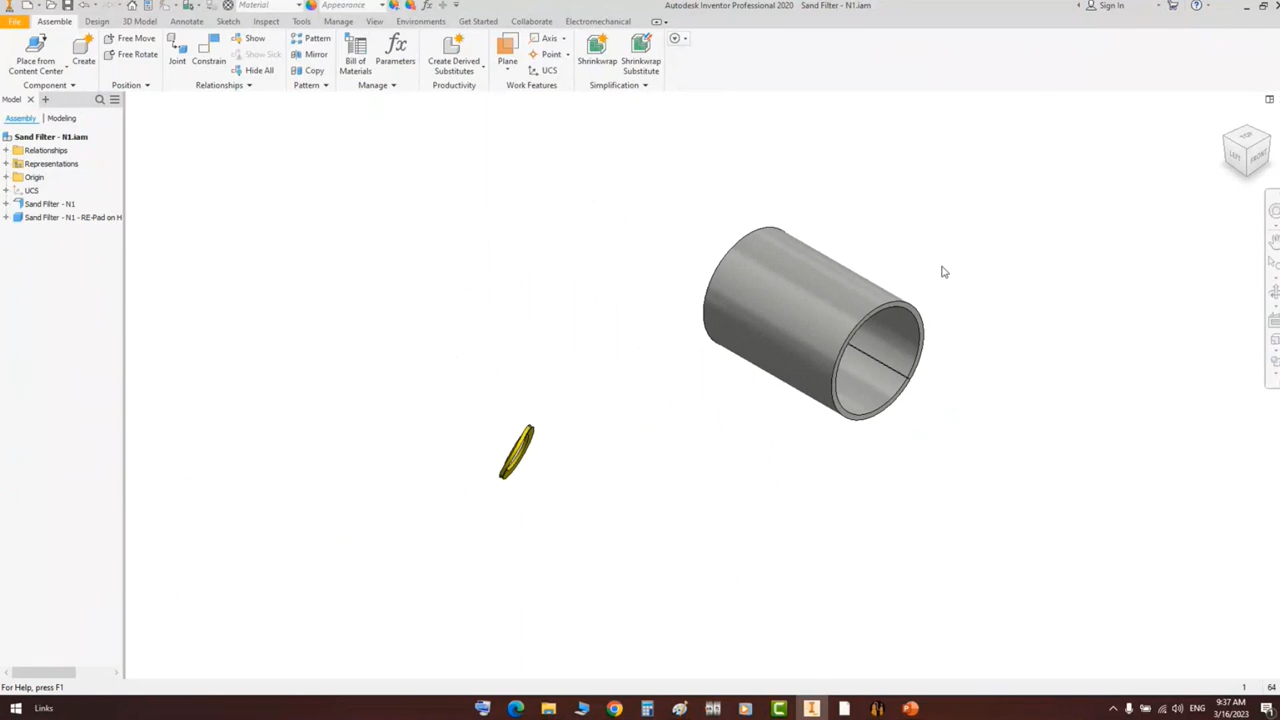 Material
Appearance
Autodesk Inventor Professional 2020 Sand Filter - N1.iam
Sign In
File Assemble Design 3D Model Annotate Sketch Inspect Tools Manage View Environments Get Started Collaborate Electromechanical
Place from
Content Center
Create
Free Move
Free Rotate
Joint
Constrain
Show
Show Sick
Hide All
Pattern
Mirror
Copy
Bill of
Materials
Parameters
Create Derived
Substitutes
Plane
Axis
Point
UCS
Shrinkwrap
Shrinkwrap
Substitute
Component
Position
Relationships
Pattern
Manage
Productivity
Work Features
Simplification
Model
Assembly Modeling
Sand Filter - N1.iam
Relationships
Representations
Origin
UCS
Sand Filter - N1
Sand Filter - N1 - RE-Pad on H
TOP
LEFT
FRONT
For Help, press F1
1 64
Links
ENG
9:37 AM
3/16/2023